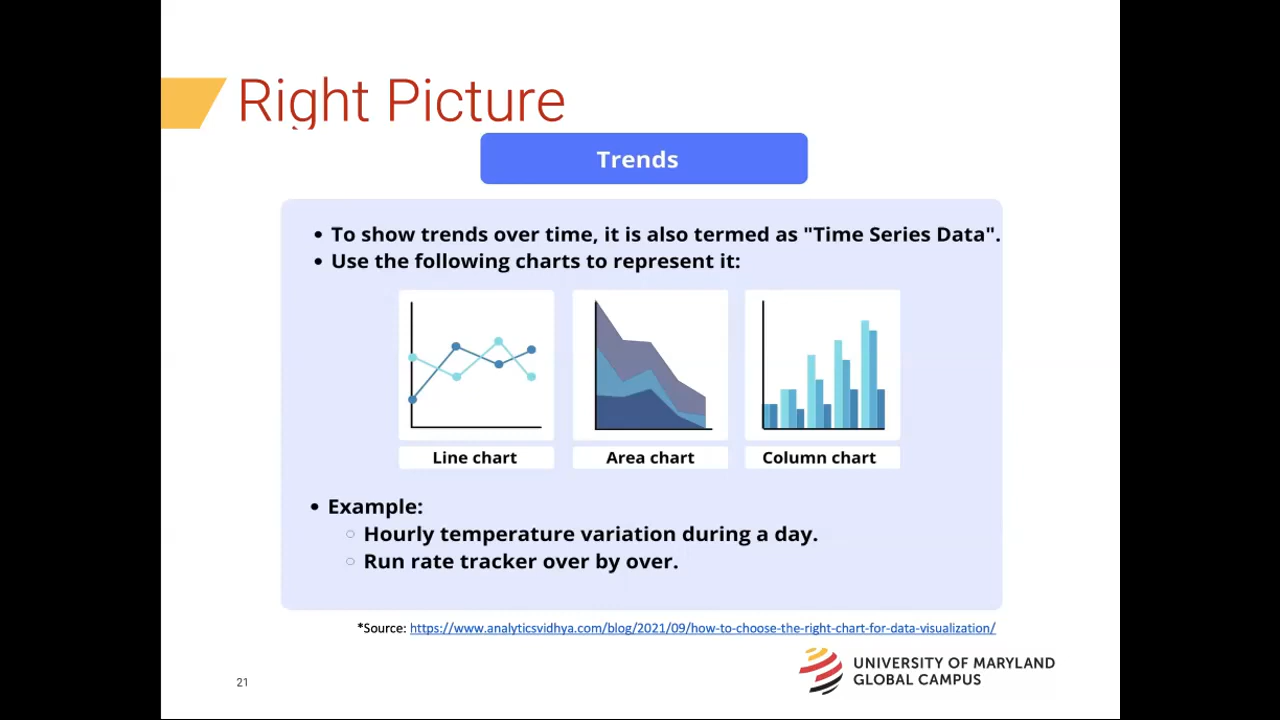 Right Picture
Trends
• To show trends over time, it is also termed as "Time Series Data".
• Use the following charts to represent it:
Line chart
Area chart
Column chart
• Example:
○ Hourly temperature variation during a day.
○ Run rate tracker over by over.
*Source: https://www.analyticsvidhya.com/blog/2021/09/how-to-choose-the-right-chart-for-data-visualization/
UNIVERSITY OF MARYLAND
GLOBAL CAMPUS
21